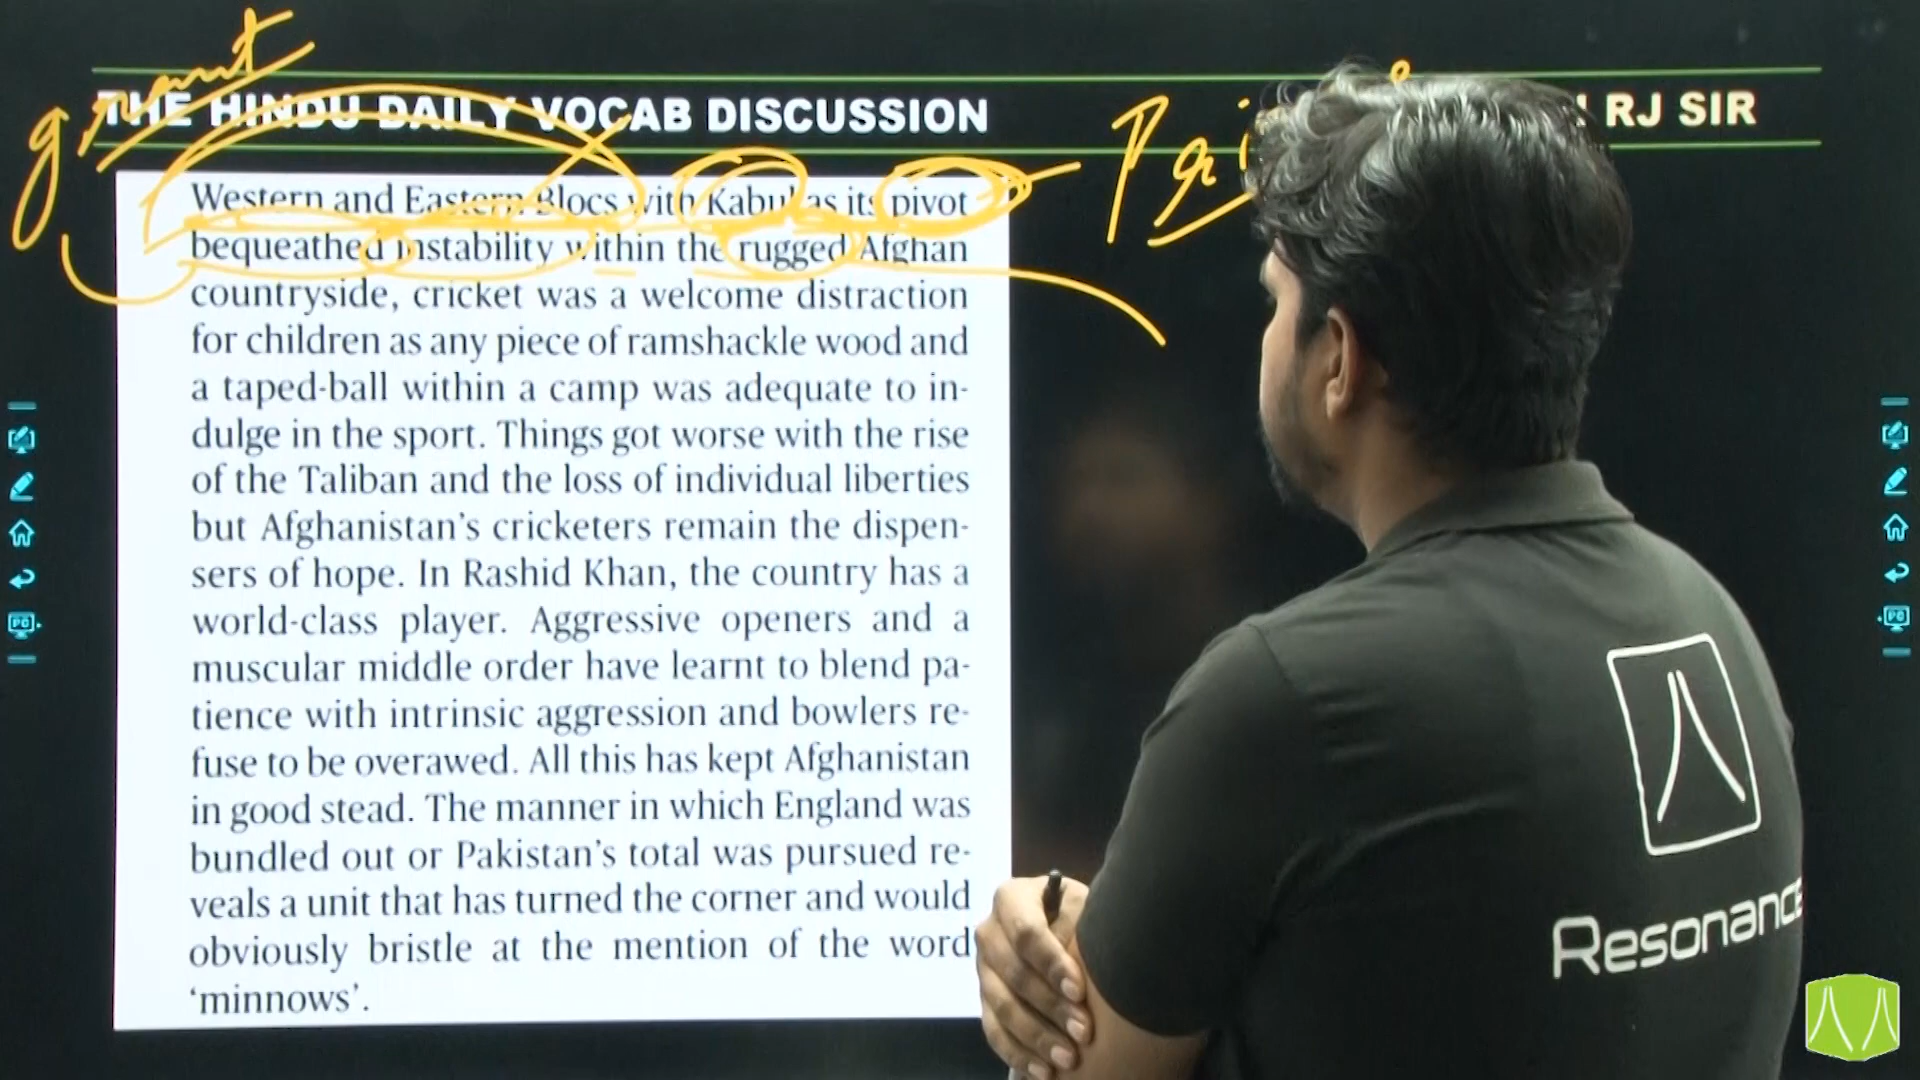 grant
THE HINDU DAILY VOCAB DISCUSSION
RJ SIR
Western and Eastern Blocs with Kabul as its pivot
bequeathed instability within the rugged Afghan
countryside, cricket was a welcome distraction
for children as any piece of ramshackle wood and
a taped-ball within a camp was adequate to in-
dulge in the sport. Things got worse with the rise
of the Taliban and the loss of individual liberties
but Afghanistan's cricketers remain the dispen-
sers of hope. In Rashid Khan, the country has a
world-class player. Aggressive openers and a
muscular middle order have learnt to blend pa-
tience with intrinsic aggression and bowlers re-
fuse to be overawed. All this has kept Afghanistan
in good stead. The manner in which England was
bundled out or Pakistan's total was pursued re-
veals a unit that has turned the corner and would
obviously bristle at the mention of the word
‘minnows’.
PC
PC
Resonance